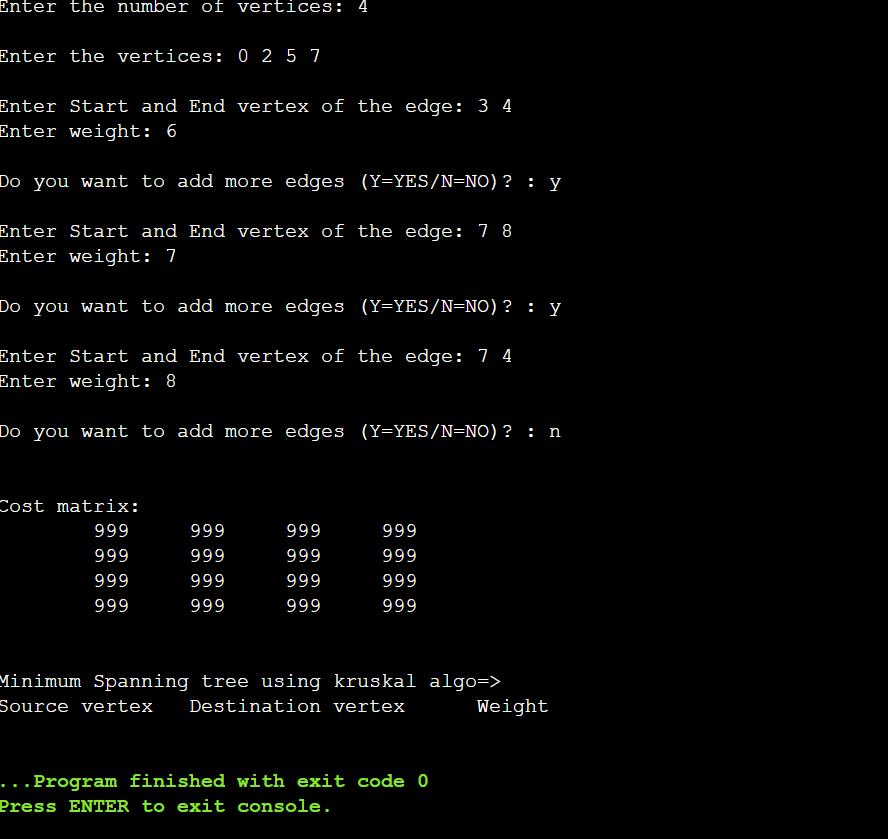 Enter the number of vertices: 4
Enter the vertices: 0 2 5 7
Enter Start and End vertex of the edge: 3 4
Enter weight: 6
Do you want to add more edges (Y=YES/N=NO)? : y
Enter Start and End vertex of the edge: 7 8
Enter weight: 7
Do you want to add more edges (Y=YES/N=NO)? : y
Enter Start and End vertex of the edge: 7 4
Enter weight: 8
Do you want to add more edges (Y=YES/N=NO)? : n
Cost matrix:
999 999 999 999
999 999 999 999
999 999 999 999
999 999 999 999
Minimum Spanning tree using kruskal algo=>
Source vertex Destination vertex Weight
...Program finished with exit code 0
Press ENTER to exit console.